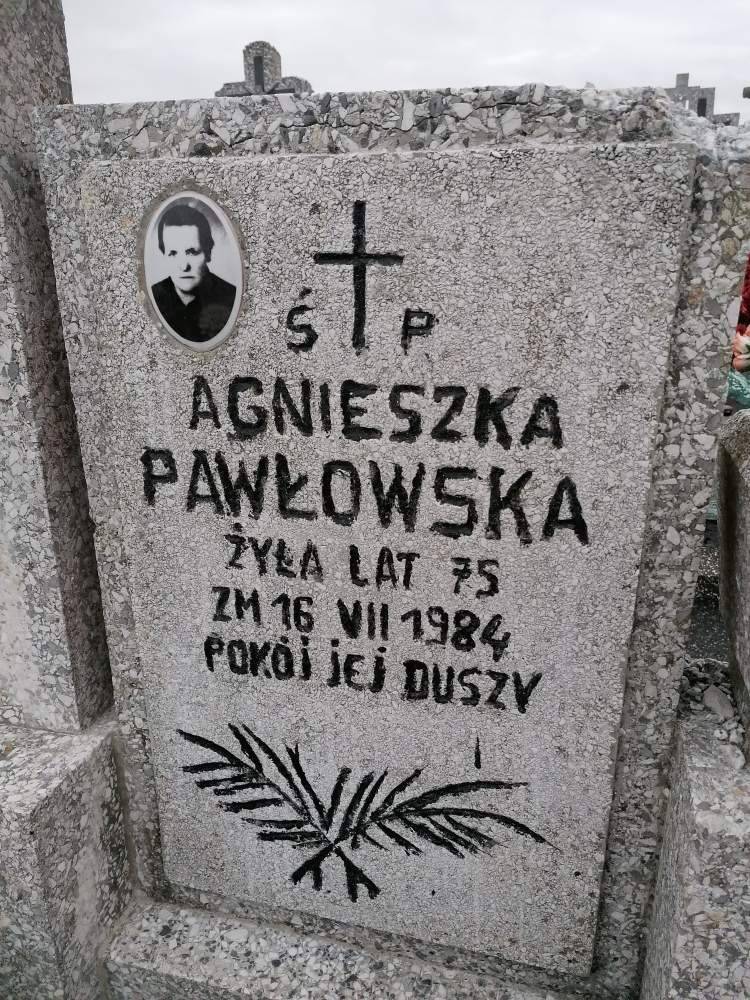 Ś P
AGNIESZKA
PAWŁOWSKA
ŻYŁA LAT 75
ZM 16 VII 1984
POKÓJ JEJ DUSZY